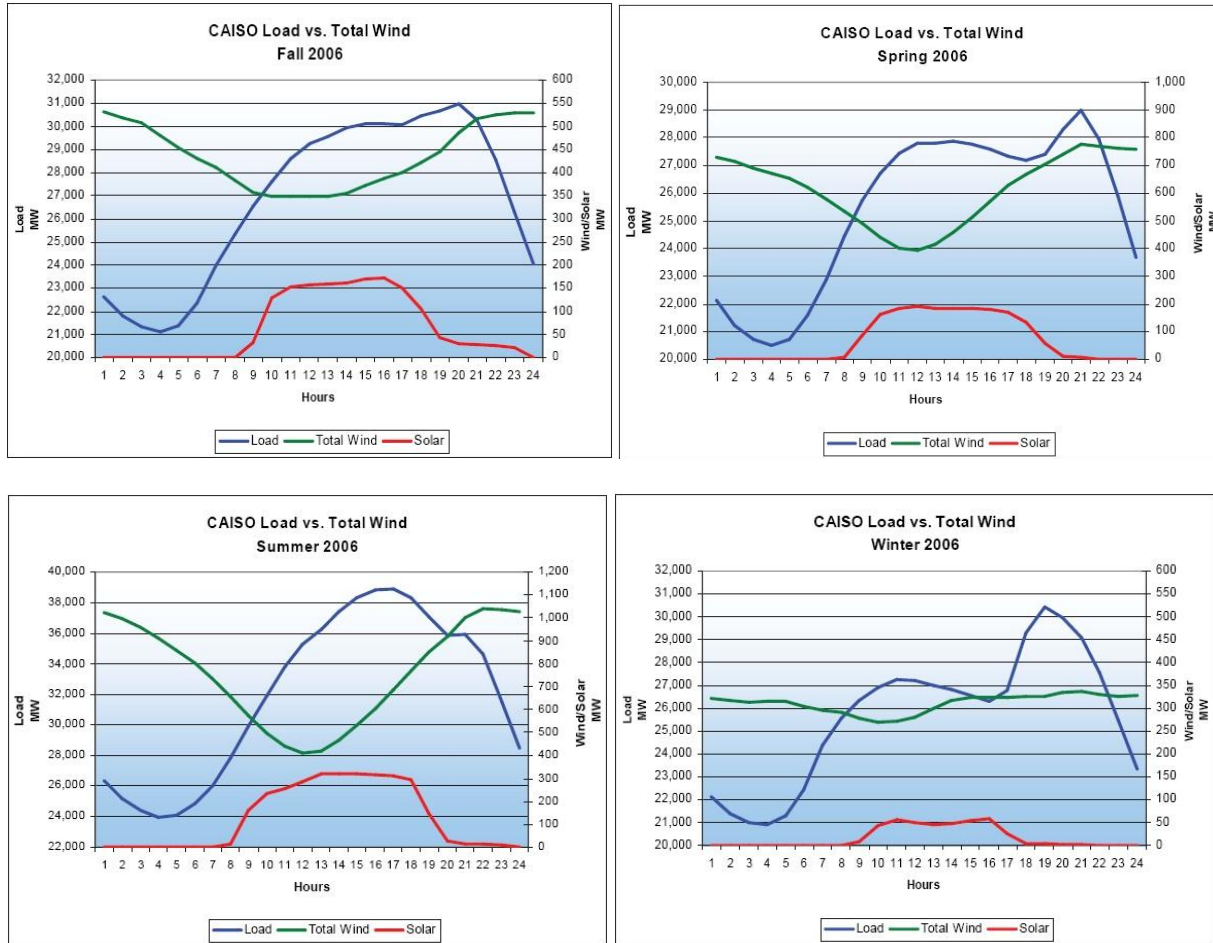 CAISO Load vs. Total Wind
Fall 2006
32,000
31,000
30,000
29,000
28,000
27,000
26,000
25,000
24,000
23,000
22,000
21,000
20,000
Load
MW
600
550
500
450
400
350
300
250
200
150
100
50
0
Wind/Solar
MW
1 2 3 4 5 6 7 8 9 10 11 12 13 14 15 16 17 18 19 20 21 22 23 24
Hours
Load Total Wind Solar
CAISO Load vs. Total Wind
Spring 2006
30,000
29,000
28,000
27,000
26,000
25,000
24,000
23,000
22,000
21,000
20,000
Load
MW
1,000
900
800
700
600
500
400
300
200
100
0
Wind/Solar
MW
1 2 3 4 5 6 7 8 9 10 11 12 13 14 15 16 17 18 19 20 21 22 23 24
Hours
Load Total Wind Solar
CAISO Load vs. Total Wind
Summer 2006
40,000
38,000
36,000
34,000
32,000
30,000
28,000
26,000
24,000
22,000
Load
MW
1,200
1,100
1,000
900
800
700
600
500
400
300
200
100
0
Wind/Solar
MW
1 2 3 4 5 6 7 8 9 10 11 12 13 14 15 16 17 18 19 20 21 22 23 24
Hours
Load Total Wind Solar
CAISO Load vs. Total Wind
Winter 2006
32,000
31,000
30,000
29,000
28,000
27,000
26,000
25,000
24,000
23,000
22,000
21,000
20,000
Load
MW
600
550
500
450
400
350
300
250
200
150
100
50
0
Wind/Solar
MW
1 2 3 4 5 6 7 8 9 10 11 12 13 14 15 16 17 18 19 20 21 22 23 24
Hours
Load Total Wind Solar